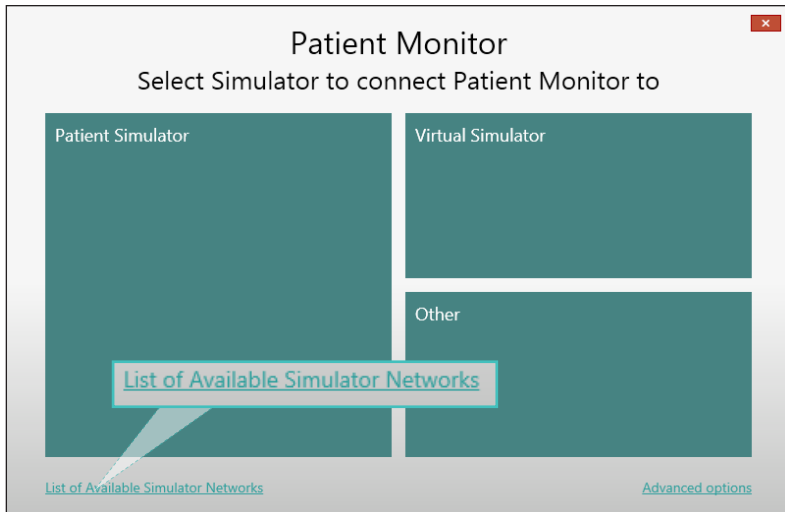 Patient Monitor
Select Simulator to connect Patient Monitor to
Patient Simulator
Virtual Simulator
Other
List of Available Simulator Networks
List of Available Simulator Networks
Advanced options